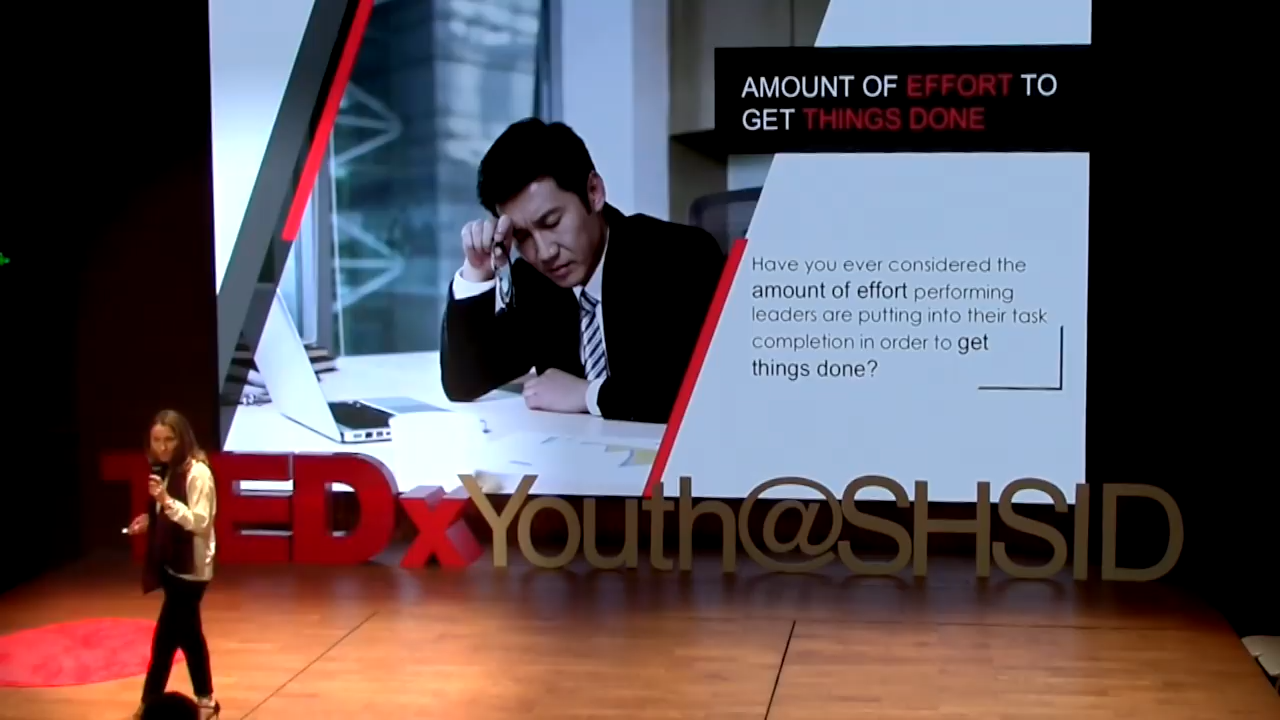 AMOUNT OF EFFORT TO
GET THINGS DONE
Have you ever considered the
amount of effort performing
leaders are putting into their task
completion in order to get
things done?
TEDxYouth@SHSID